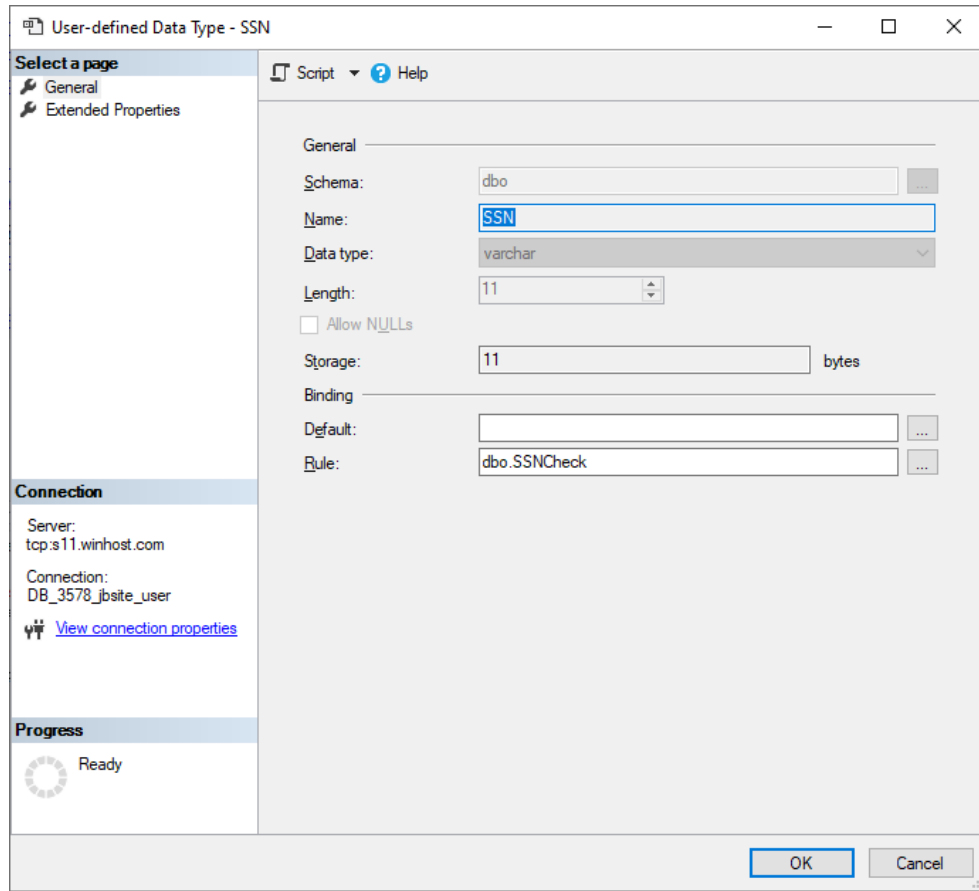 User-defined Data Type - SSN
Select a page
General
Extended Properties
Script
Help
General
Schema:
dbo
...
Name:
SSN
Data type:
varchar
Length:
11
Allow NULLs
Storage:
11
bytes
Binding
Default:
...
Rule:
dbo.SSNCheck
...
Connection
Server:
tcp:s11.winhost.com
Connection:
DB_3578_jbsite_user
View connection properties
Progress
Ready
OK
Cancel